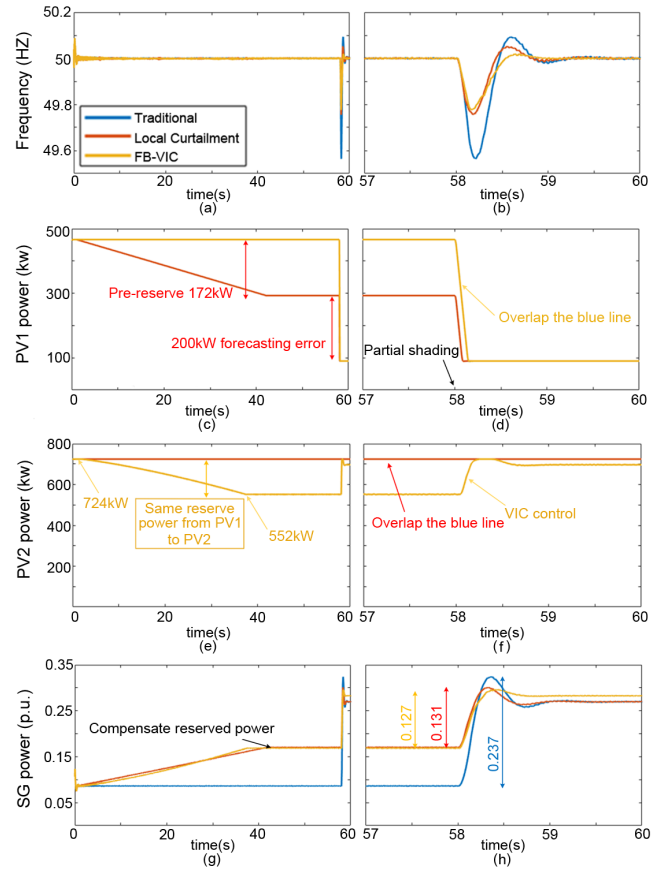 50.2
50
49.8
49.6
Frequency (HZ)
Traditional
Local Curtailment
FB-VIC
0
20
40
60
57
58
59
60
time(s)
time(s)
(a)
(b)
500
300
100
PV1 power (kw)
Pre-reserve 172kW
200kW forecasting error
Overlap the blue line
Partial shading
0
20
40
60
57
58
59
60
time(s)
time(s)
(c)
(d)
800
600
400
200
PV2 power (kw)
724kW
Same reserve
power from PV1
to PV2
552kW
Overlap the blue line
VIC control
0
20
40
60
57
58
59
60
time(s)
time(s)
(e)
(f)
0.35
0.25
0.15
0.05
SG power (p.u.)
Compensate reserved power
0.127
0.131
0.237
0
20
40
60
57
58
59
60
time(s)
time(s)
(g)
(h)